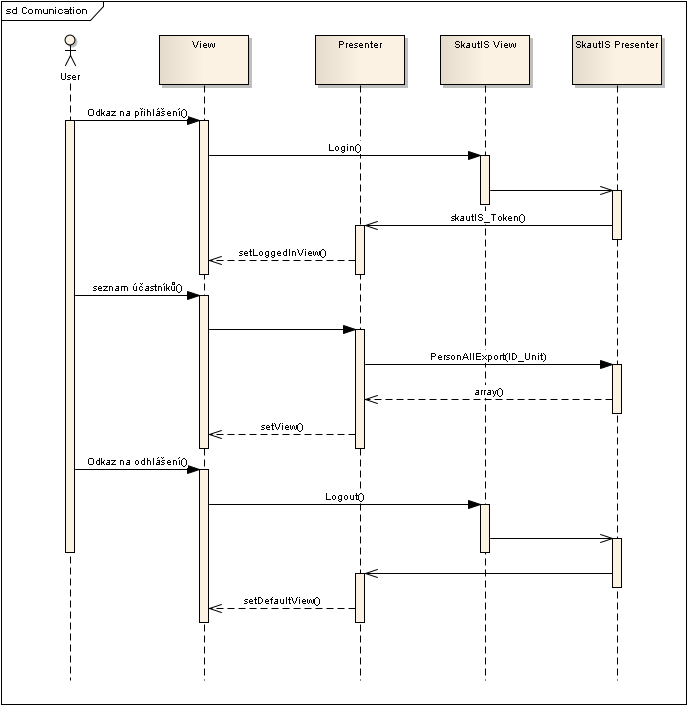 sd Comunication
User
View
Presenter
SkautIS View
SkautIS Presenter
Odkaz na přihlášení()
Login()
skautIS_Token()
setLoggedInView()
seznam účastníků()
PersonAllExport(ID_Unit)
array()
setView()
Odkaz na odhlášení()
Logout()
setDefaultView()